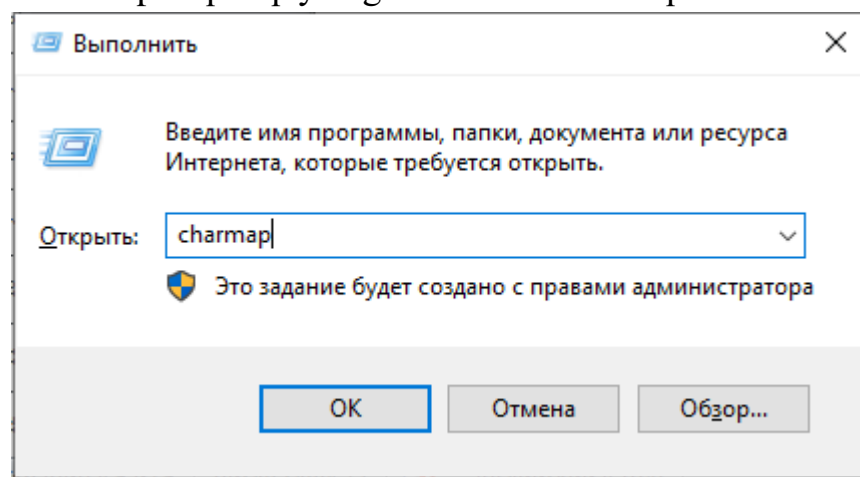 Выполнить
Введите имя программы, папки, документа или ресурса
Интернета, которые требуется открыть.
Открыть: charmap
Это задание будет создано с правами администратора
ОК Отмена Обзор...